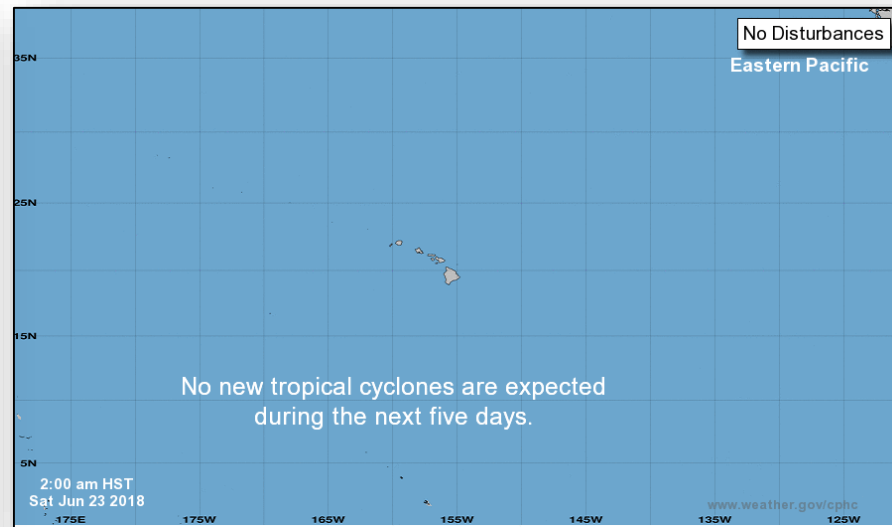 No Disturbances
Eastern Pacific
35N
25N
15N
No new tropical cyclones are expected
during the next five days.
5N
2:00 am HST
Sat Jun 23 2018
www.weather.gov/cphc
175E
175W
165W
155W
145W
135W
125W